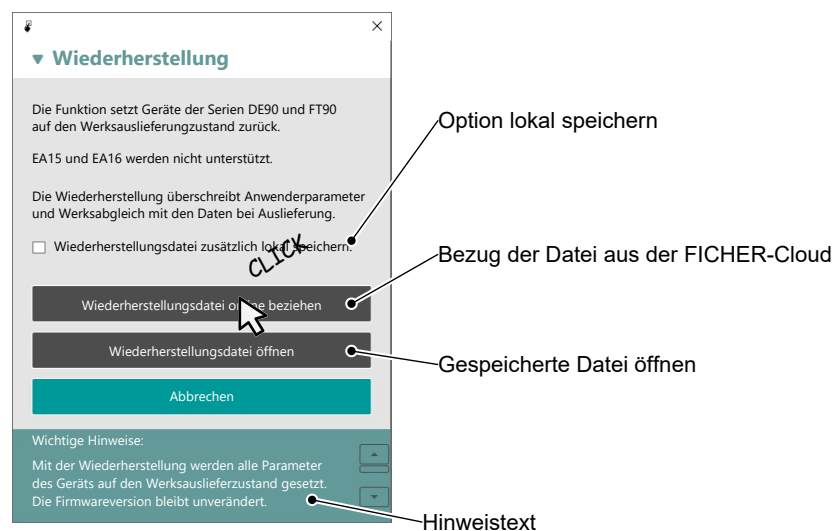 Wiederherstellung
Die Funktion setzt Geräte der Serien DE90 und FT90
auf den Werksauslieferungzustand zurück.
EA15 und EA16 werden nicht unterstützt.
Die Wiederherstellung überschreibt Anwenderparameter
und Werksabgleich mit den Daten bei Auslieferung.
Wiederherstellungsdatei zusätzlich lokal speichern.
CLICK
Wiederherstellungsdatei online beziehen
Wiederherstellungsdatei öffnen
Abbrechen
Wichtige Hinweise:
Mit der Wiederherstellung werden alle Parameter
des Geräts auf den Werksauslieferzustand gesetzt.
Die Firmwareversion bleibt unverändert.
Option lokal speichern
Bezug der Datei aus der FICHER-Cloud
Gespeicherte Datei öffnen
Hinweistext